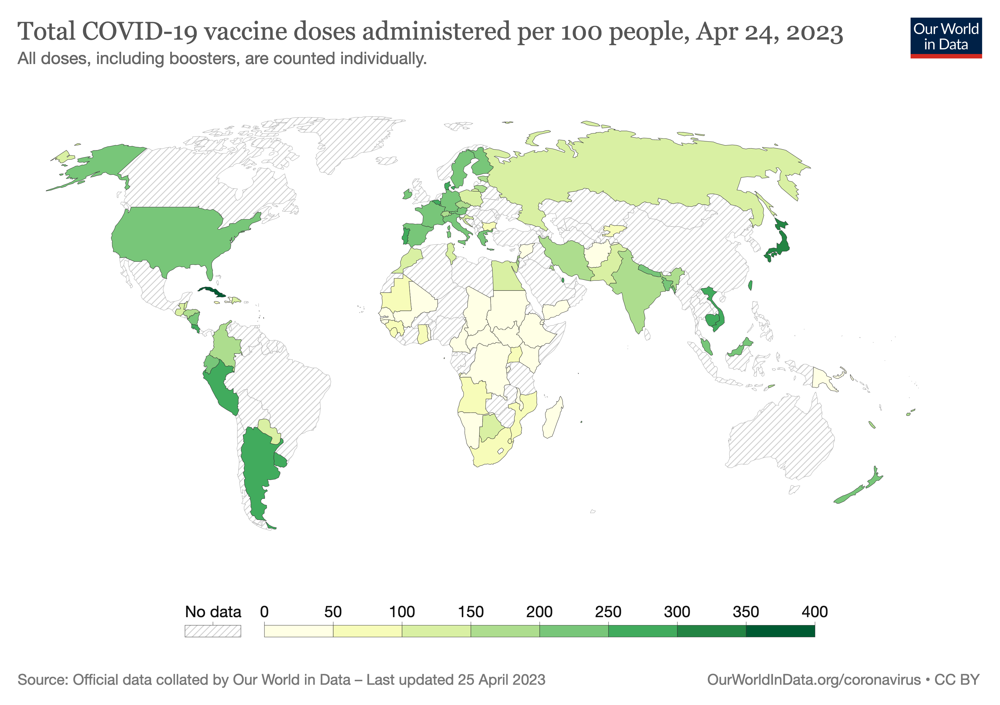 Total COVID-19 vaccine doses administered per 100 people, Apr 24, 2023
Our World
in Data
All doses, including boosters, are counted individually.
No data 0 50 100 150 200 250 300 350 400
Source: Official data collated by Our World in Data – Last updated 25 April 2023
OurWorldInData.org/coronavirus • CC BY